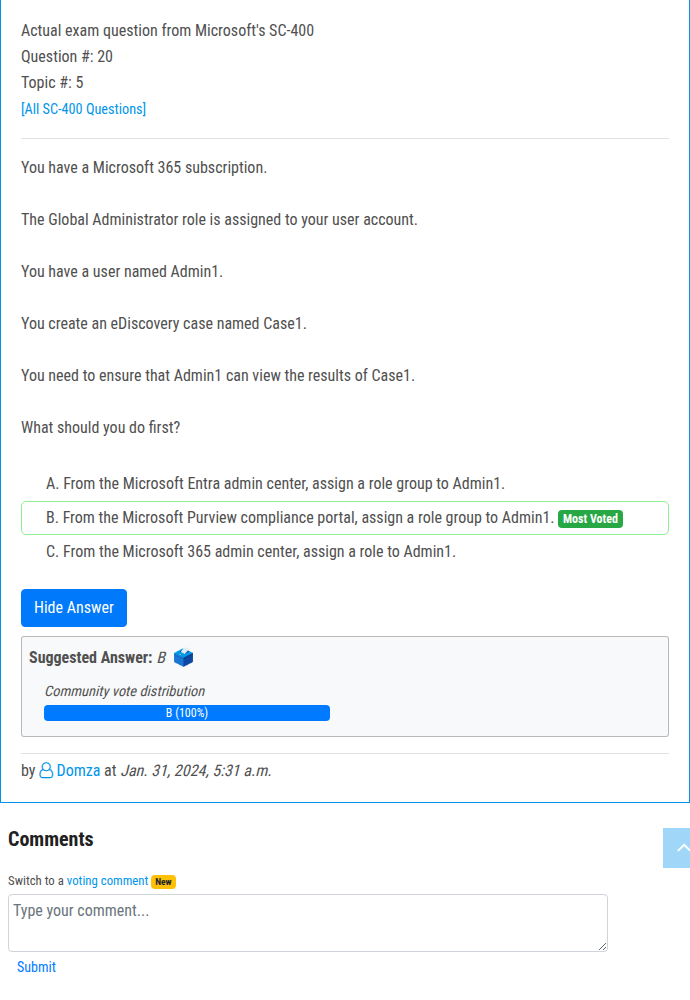 Actual exam question from Microsoft's SC-400
Question #: 20
Topic #: 5
[All SC-400 Questions]
You have a Microsoft 365 subscription.
The Global Administrator role is assigned to your user account.
You have a user named Admin1.
You create an eDiscovery case named Case1.
You need to ensure that Admin1 can view the results of Case1.
What should you do first?
A. From the Microsoft Entra admin center, assign a role group to Admin1.
B. From the Microsoft Purview compliance portal, assign a role group to Admin1. Most Voted
C. From the Microsoft 365 admin center, assign a role to Admin1.
Hide Answer
Suggested Answer: B
Community vote distribution
B (100%)
by Domza at Jan. 31, 2024, 5:31 a.m.
Comments
Switch to a voting comment New
Type your comment...
Submit